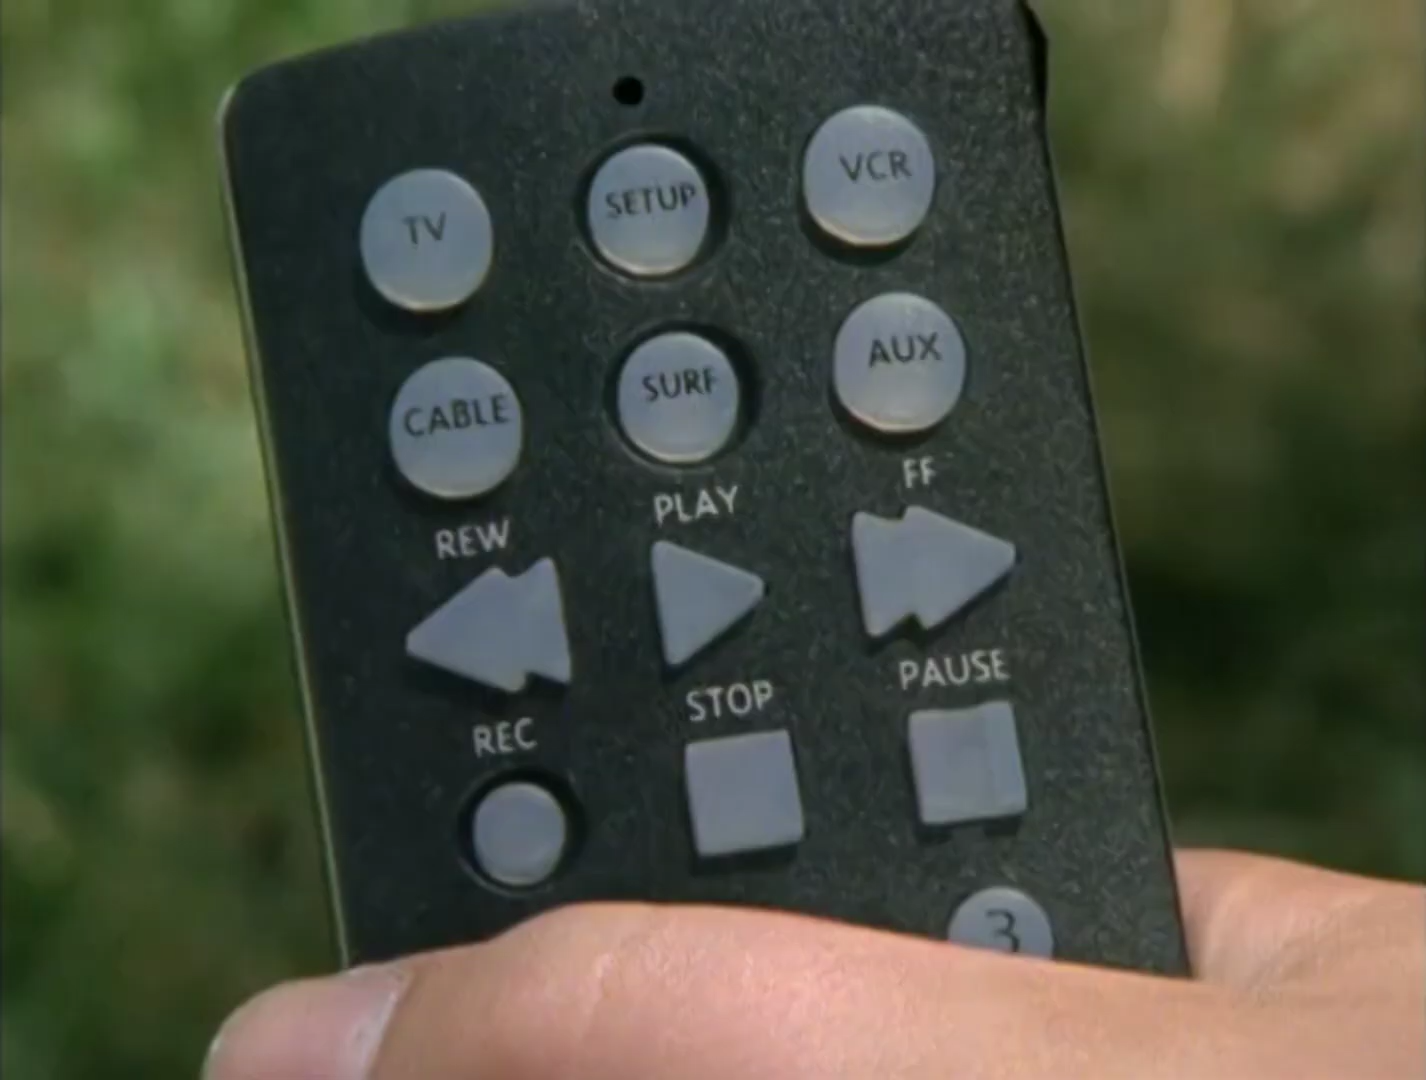 TV
SETUP
VCR
CABLE
SURF
AUX
REW
PLAY
FF
REC
STOP
PAUSE
3